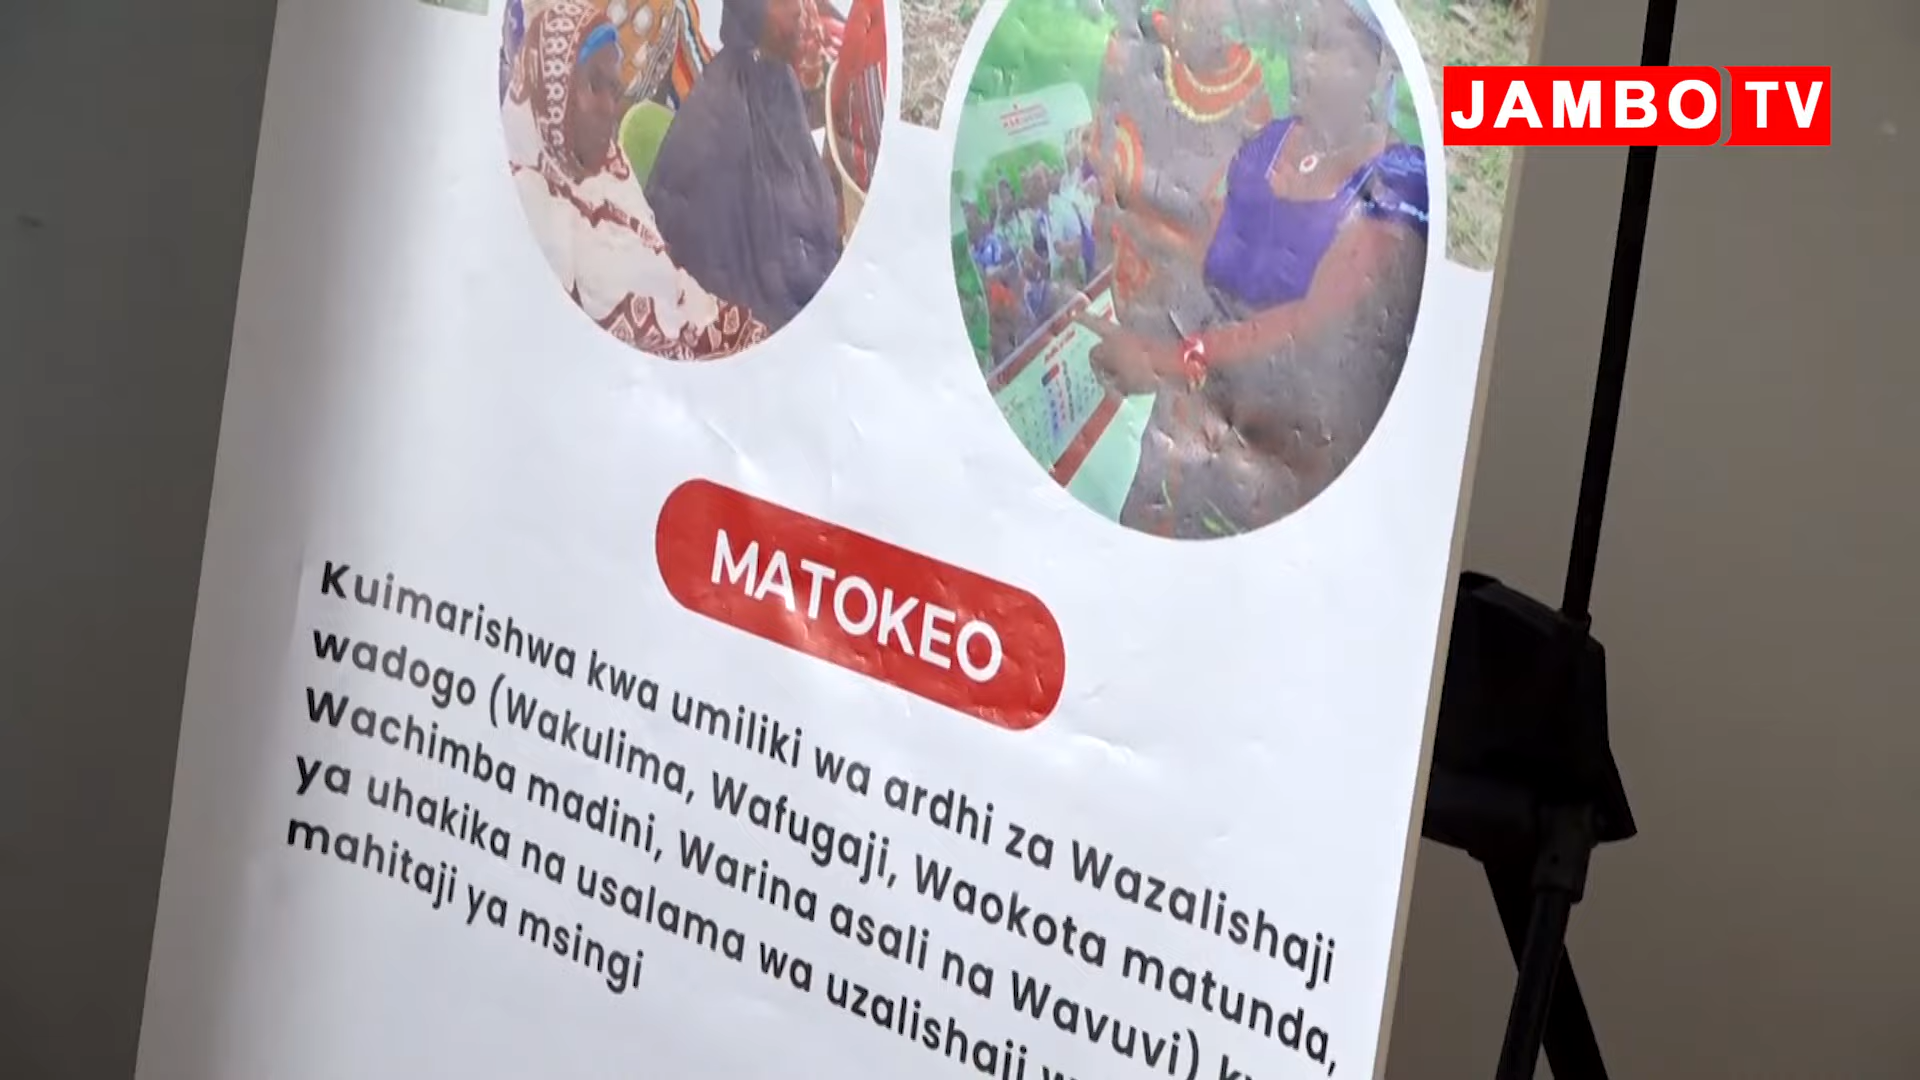 JAMBO TV
MATOKEO
Kuimarishwa kwa umiliki wa ardhi za Wazalishaji
wadogo (Wakulima, Wafugaji, Waokota matunda,
Wachimba madini, Warina asali na Wavuvi)
ya uhakika na usalama wa uzalishaji
mahitaji ya msingi